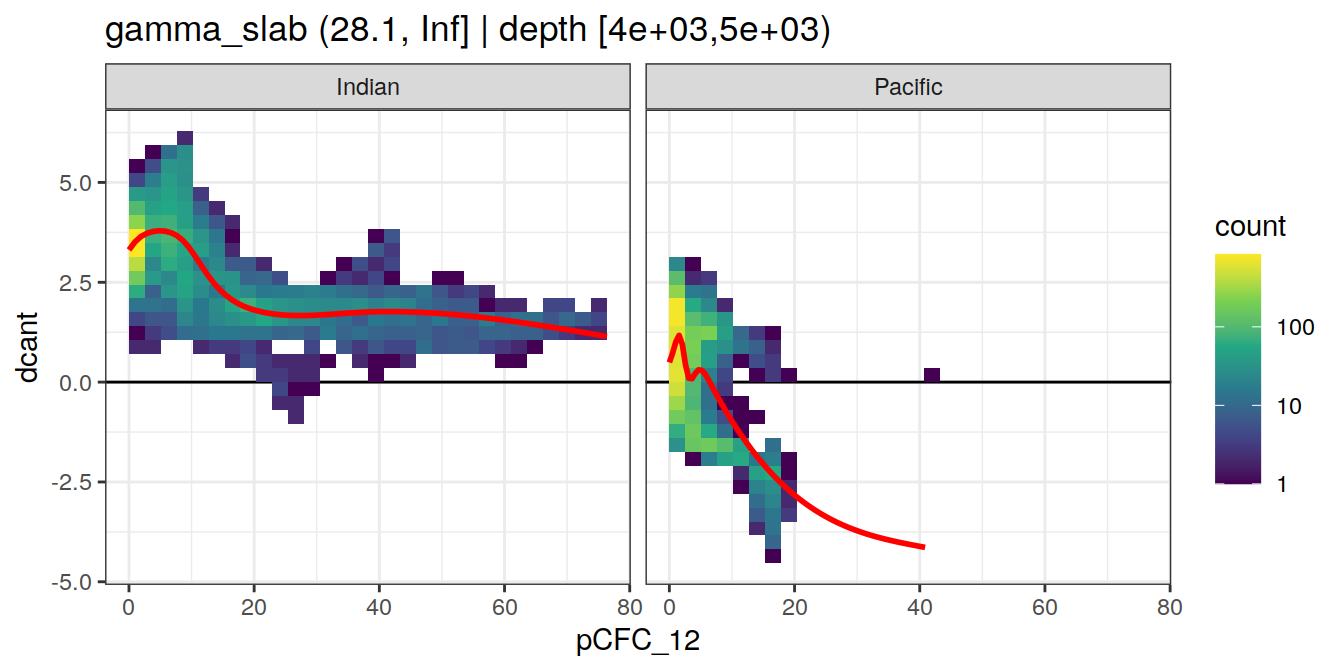 gamma_slab (28.1, Inf] | depth [4e+03,5e+03)
Indian
Pacific
dcant
5.0
2.5
0.0
-2.5
-5.0
0 20 40 60 80
0 20 40 60 80
pCFC_12
count
100
10
1